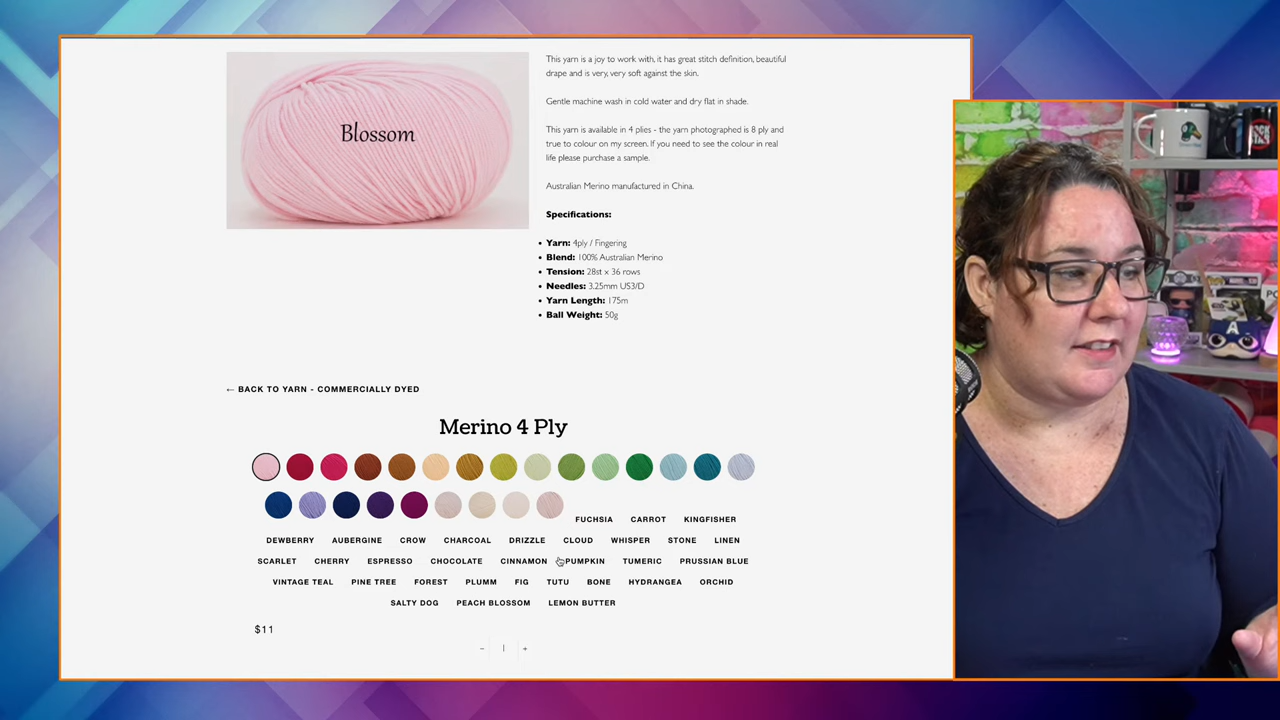 Blossom
This yarn is a joy to work with, it has great stitch definition, beautiful
drape and is very, very soft against the skin.
Gentle machine wash in cold water and dry flat in shade.
This yarn is available in 4 plies - the yarn photographed is 8 ply and
true to colour on my screen. If you need to see the colour in real
life please purchase a sample.
Australian Merino manufactured in China.
Specifications:
• Yarn: 4ply / Fingering
• Blend: 100% Australian Merino
• Tension: 28st x 36 rows
• Needles: 3.25mm US3/D
• Yarn Length: 175m
• Ball Weight: 50g
← BACK TO YARN - COMMERCIALLY DYED
Merino 4 Ply
FUCHSIA CARROT KINGFISHER
DEWBERRY AUBERGINE CROW CHARCOAL DRIZZLE CLOUD WHISPER STONE LINEN
SCARLET CHERRY ESPRESSO CHOCOLATE CINNAMON PUMPKIN TUMERIC PRUSSIAN BLUE
VINTAGE TEAL PINE TREE FOREST PLUMM FIG TUTU BONE HYDRANGEA ORCHID
SALTY DOG PEACH BLOSSOM LEMON BUTTER
$11
− 1 +
A